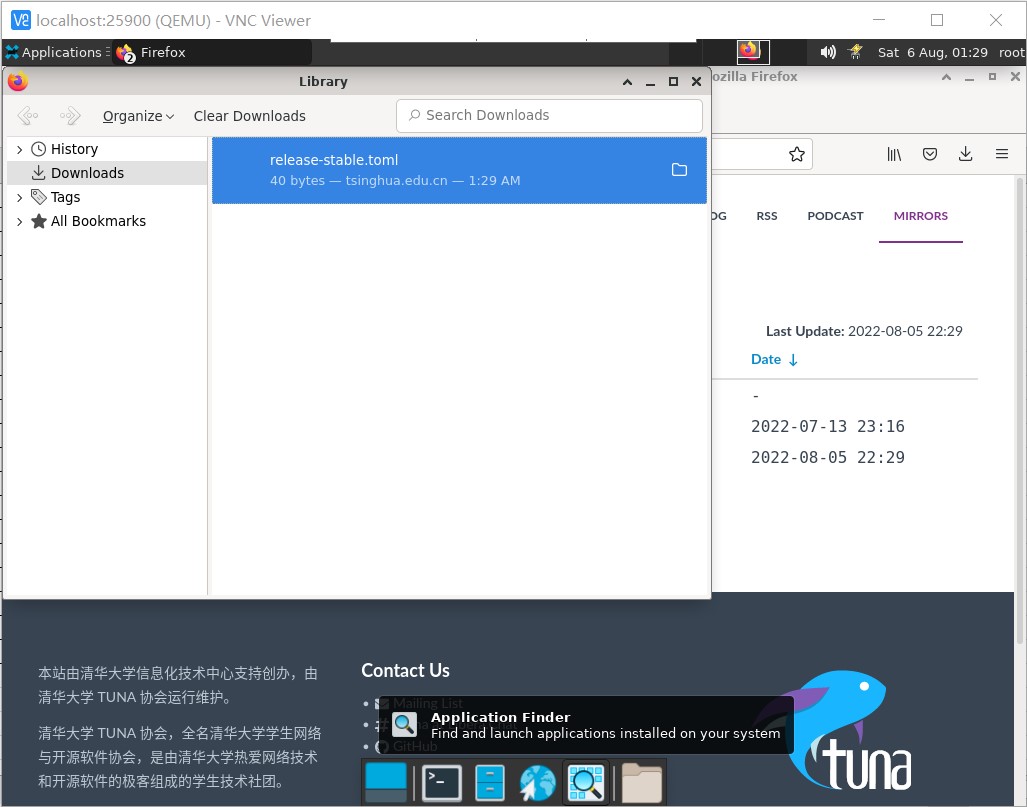 localhost:25900 (QEMU) - VNC Viewer
Applications
2 Firefox
Sat 6 Aug, 01:29 root
Library
ozilla Firefox
Organize
Clear Downloads
Search Downloads
History
Downloads
Tags
All Bookmarks
release-stable.toml
40 bytes — tsinghua.edu.cn — 1:29 AM
OG RSS PODCAST MIRRORS
Last Update: 2022-08-05 22:29
Date ↓
-
2022-07-13 23:16
2022-08-05 22:29
本站由清华大学信息化技术中心支持创办，由
清华大学 TUNA 协会运行维护。
清华大学 TUNA 协会，全名清华大学学生网络
与开源软件协会，是由清华大学热爱网络技术
和开源软件的极客组成的学生技术社团。
Contact Us
Mailing List
GitHub
Application Finder
Find and launch applications installed on your system
tuna